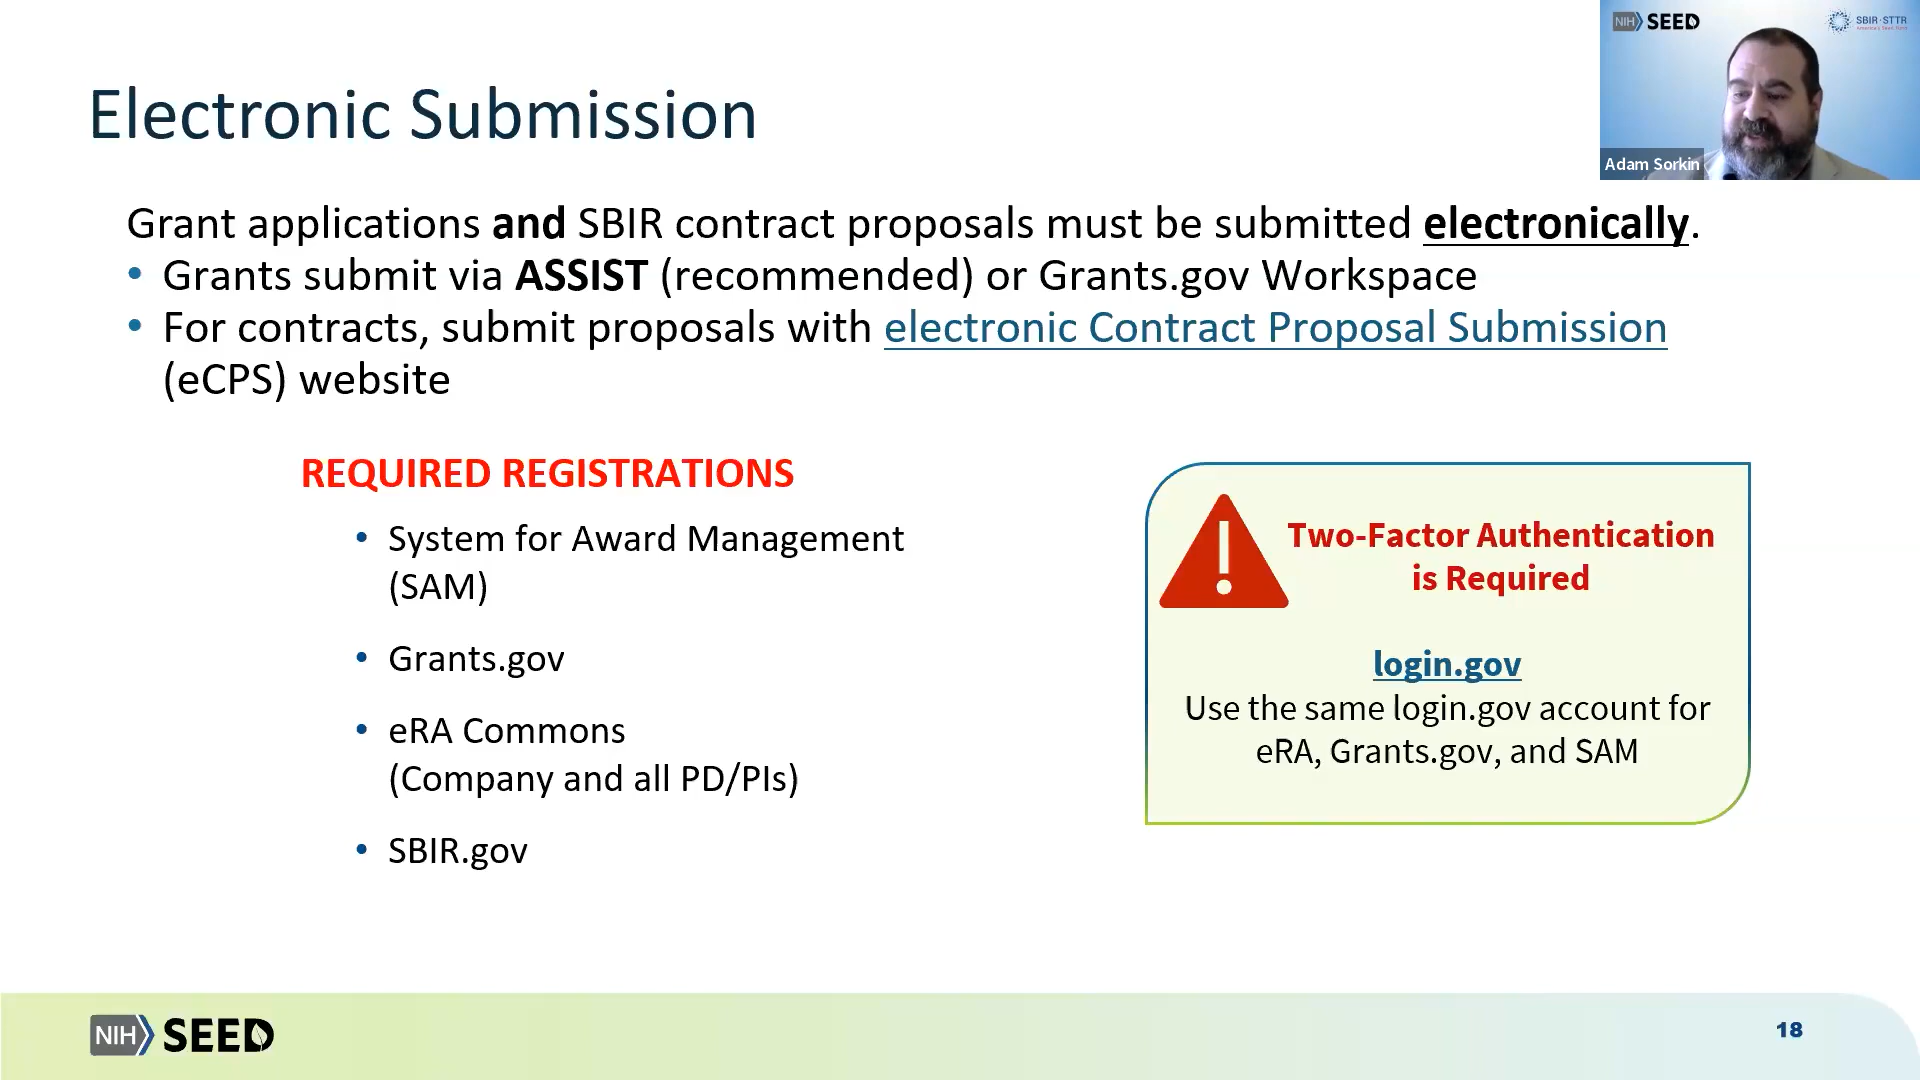 NIH SEED
SBIR·STTR
America's Seed Fund
Adam Sorkin
Electronic Submission
Grant applications and SBIR contract proposals must be submitted electronically.
• Grants submit via ASSIST (recommended) or Grants.gov Workspace
• For contracts, submit proposals with electronic Contract Proposal Submission
(eCPS) website
REQUIRED REGISTRATIONS
• System for Award Management
(SAM)
• Grants.gov
• eRA Commons
(Company and all PD/PIs)
• SBIR.gov
!
Two-Factor Authentication
is Required
login.gov
Use the same login.gov account for
eRA, Grants.gov, and SAM
NIH SEED
18